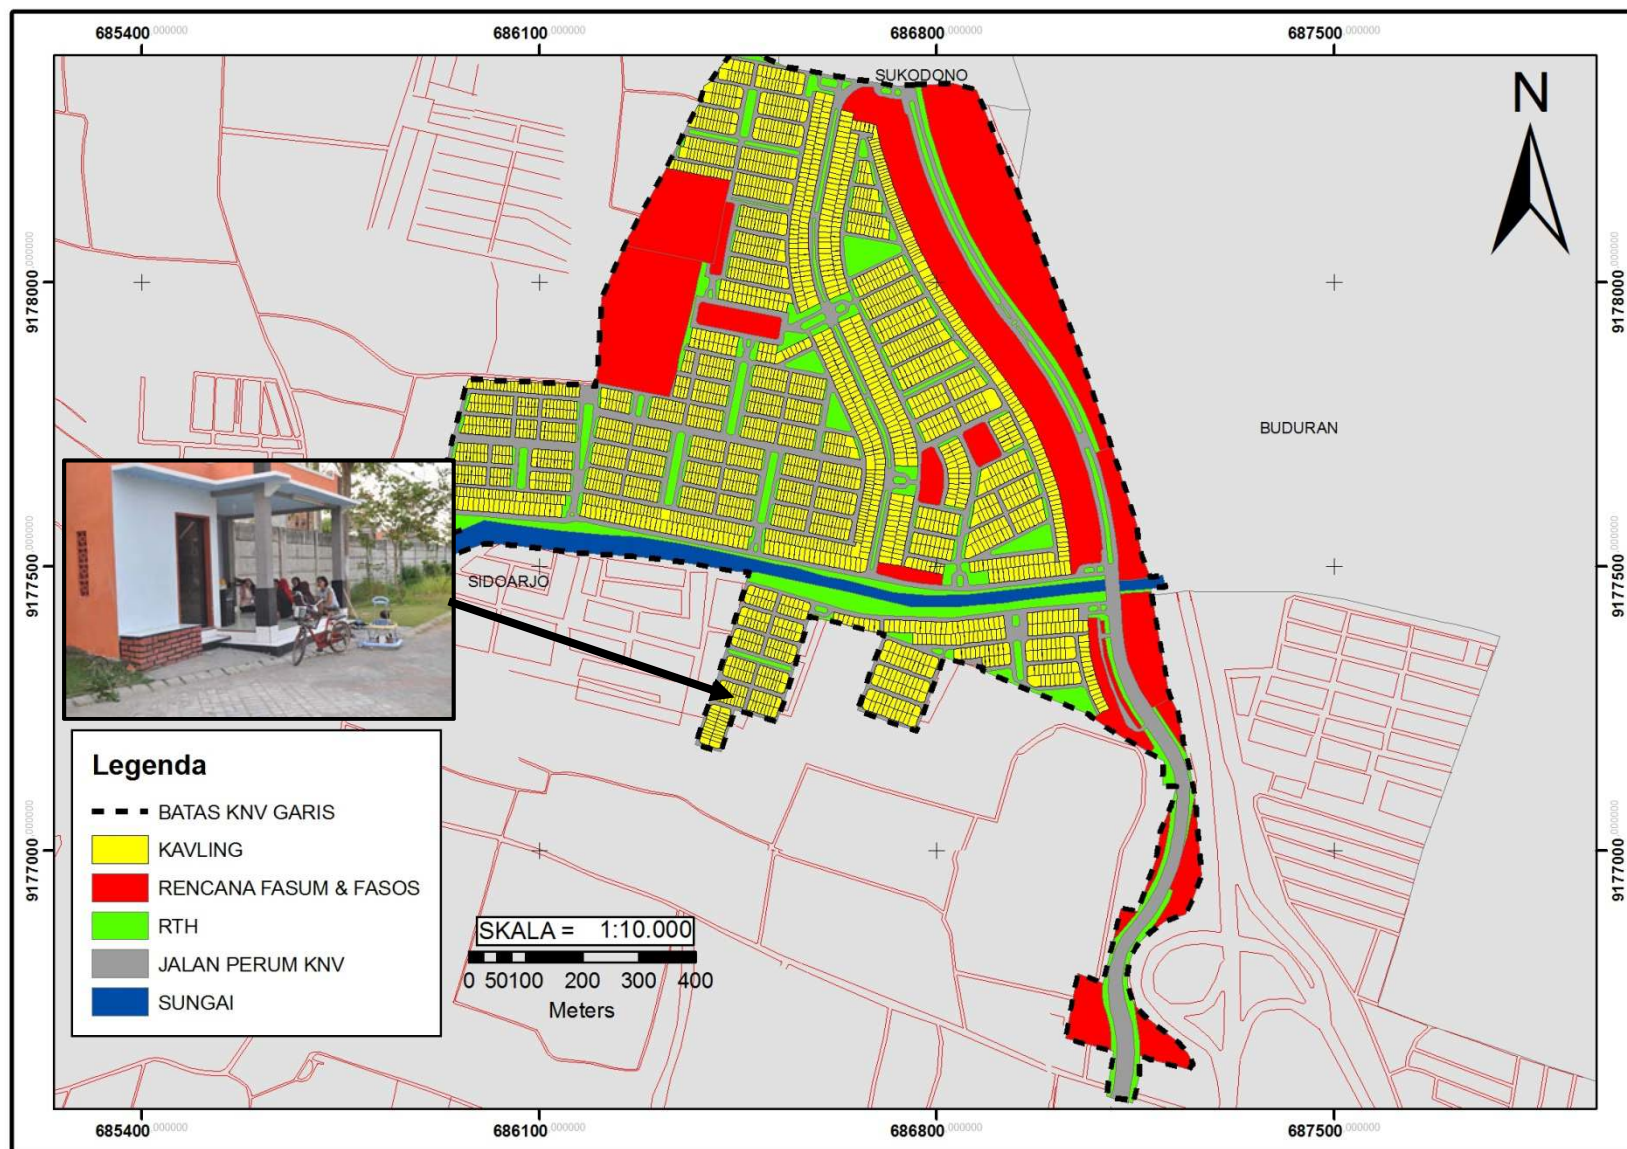 685400,000000 686100,000000 686800,000000 687500,000000
SUKODONO
N
9178000,000000 9178000,000000
BUDURAN
9177500,000000 9177500,000000
SIDOARJO
Legenda
BATAS KNV GARIS
KAVLING
RENCANA FASUM & FASOS
RTH
JALAN PERUM KNV
SUNGAI
9177000,000000 9177000,000000
SKALA = 1:10.000
0 50 100 200 300 400
Meters
685400,000000 686100,000000 686800,000000 687500,000000